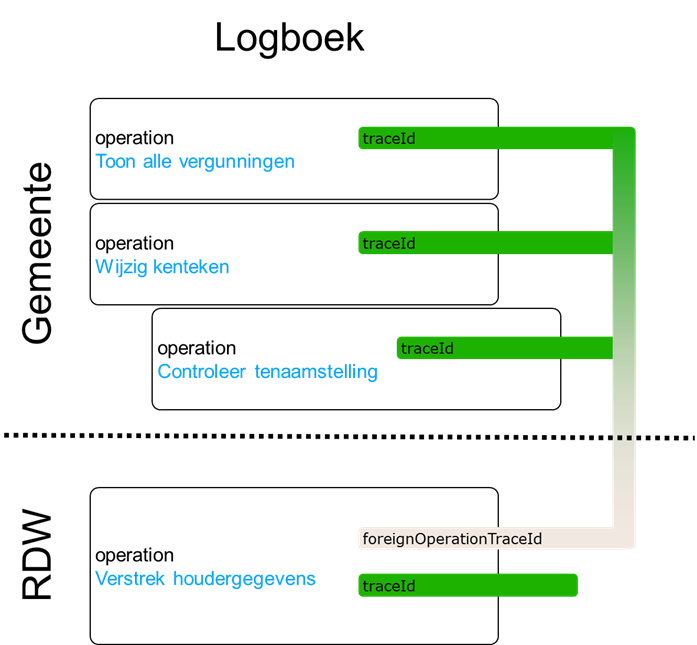 Logboek
Gemeente
operation
traceId
Toon alle vergunningen
operation
traceId
Wijzig kenteken
operation
traceId
Controleer tenaamstelling
RDW
foreignOperationTraceId
operation
Verstrek houdergegevens
traceId